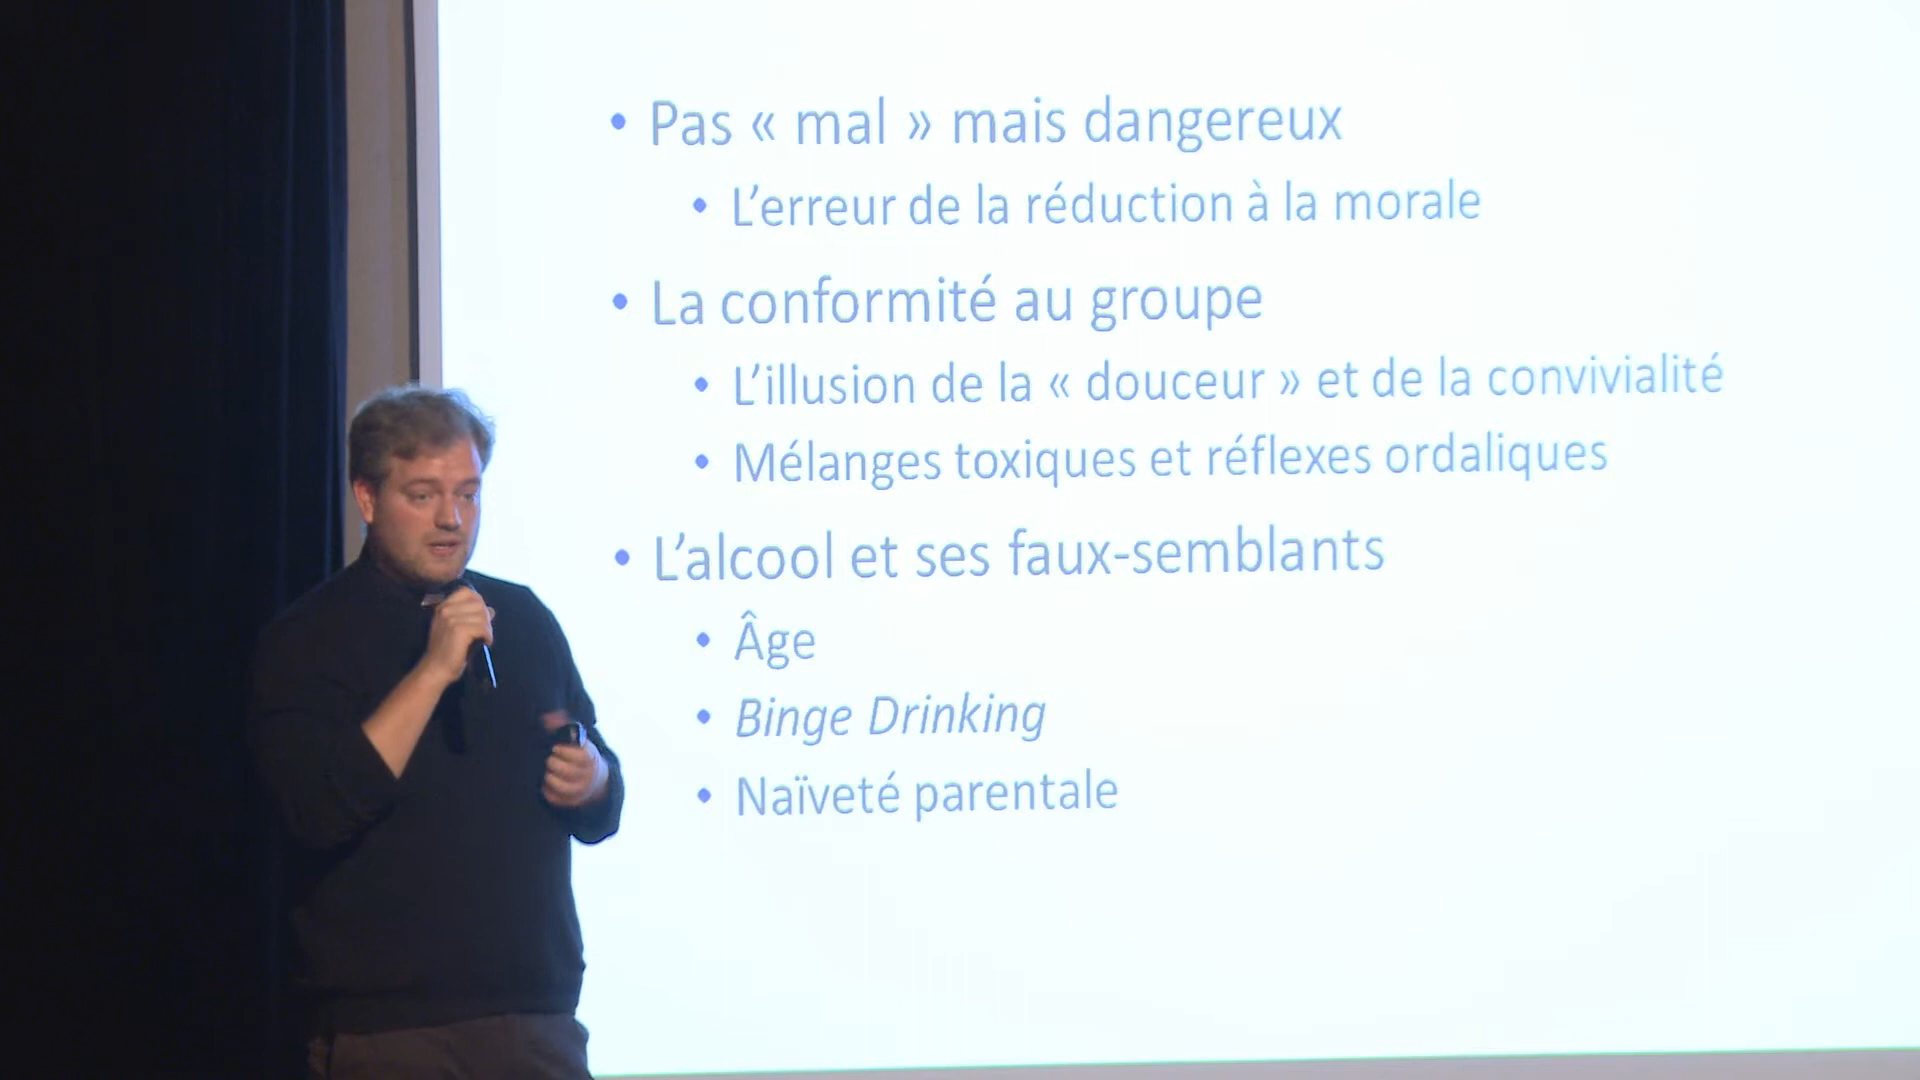 • Pas « mal » mais dangereux
• L'erreur de la réduction à la morale
• La conformité au groupe
• L'illusion de la « douceur » et de la convivialité
• Mélanges toxiques et réflexes ordaliques
• L'alcool et ses faux-semblants
• Âge
• Binge Drinking
• Naïveté parentale